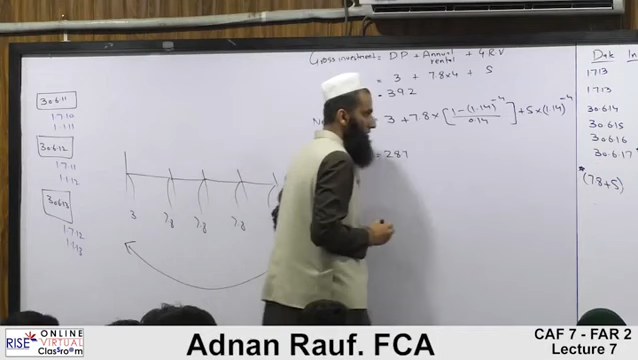 30.6.11
1.7.10
1.1.11
30.6.12
1.7.11
1.1.12
30.6.13
1.7.12
1.1.13
3
7.8
7.8
7.8
Gross investment = DP + Annual rental + G.R.V
= 3 + 7.8x4 + 5
= 39.2
= 3 + 7.8 x [1-(1.14)^-4 / 0.14] + 5 x (1.14)^-4
= 28.7
Date
1.7.13
1.7.13
30.6.14
30.6.15
30.6.16
30.6.17
(7.8+5)
RISE
ONLINE
VIRTUAL
Classroom
Adnan Rauf. FCA
CAF 7 - FAR 2
Lecture 7